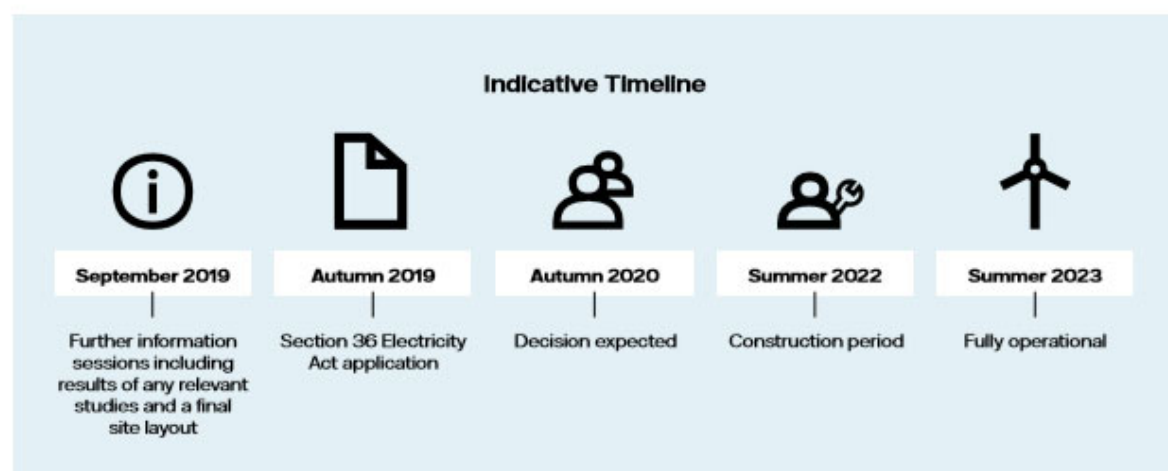 Indicative Timeline
September 2019
Further information
sessions including
results of any relevant
studies and a final
site layout
Autumn 2019
Section 36 Electricity
Act application
Autumn 2020
Decision expected
Summer 2022
Construction period
Summer 2023
Fully operational